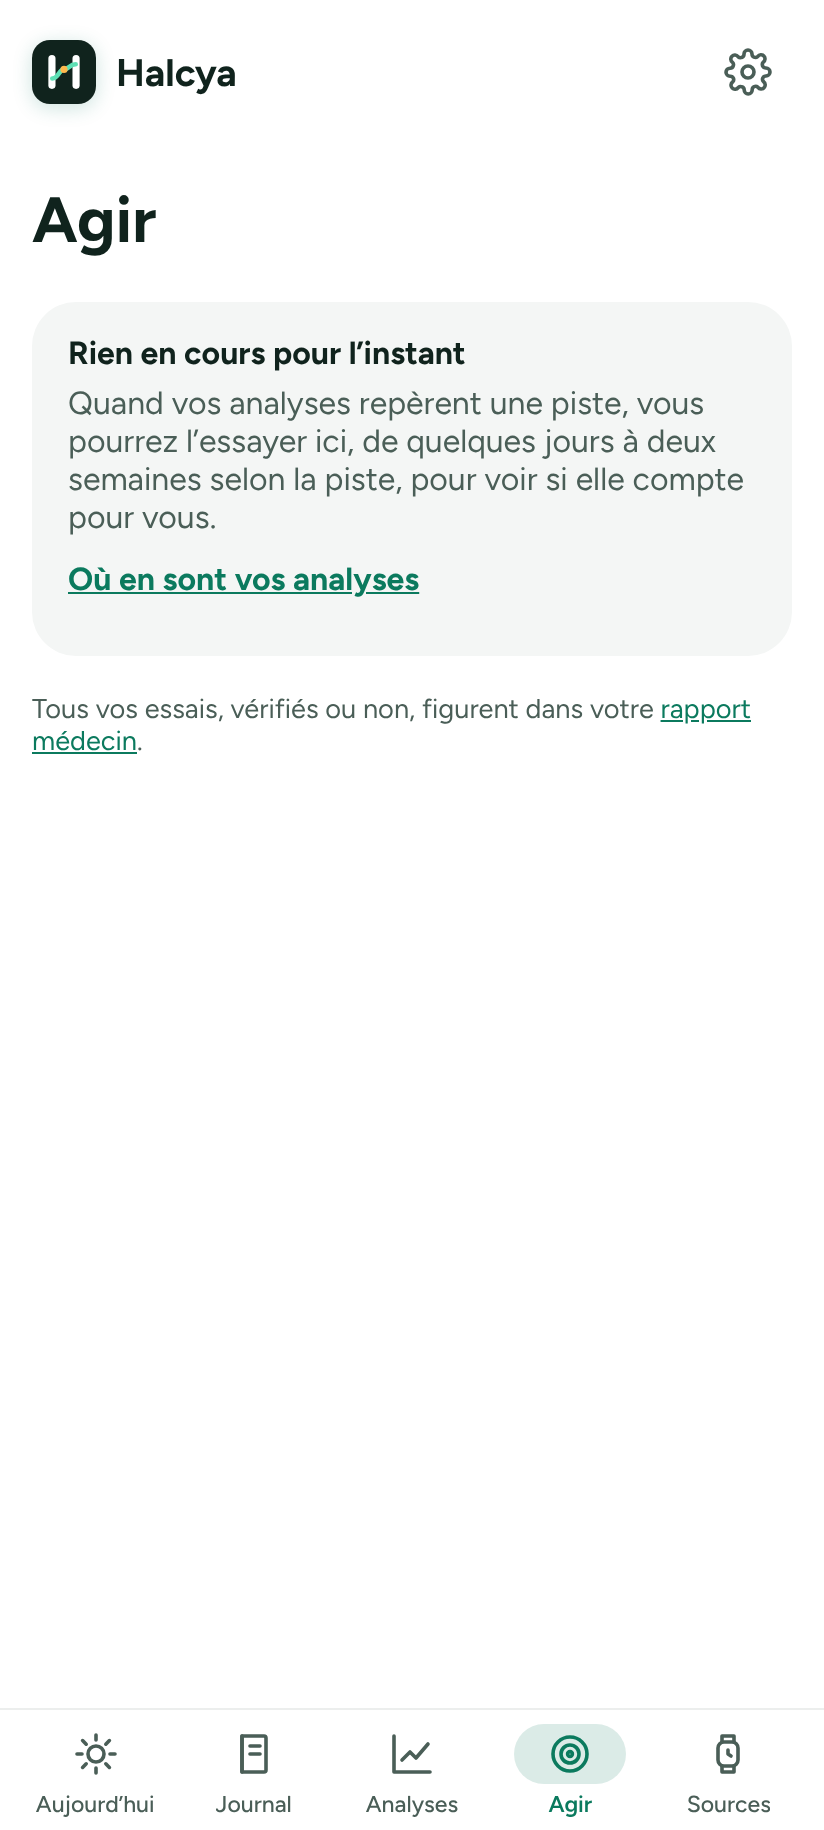 Halcya
Agir
Rien en cours pour l’instant
Quand vos analyses repèrent une piste, vous
pourrez l’essayer ici, de quelques jours à deux
semaines selon la piste, pour voir si elle compte
pour vous.
Où en sont vos analyses
Tous vos essais, vérifiés ou non, figurent dans votre rapport
médecin.
Aujourd’hui
Journal
Analyses
Agir
Sources